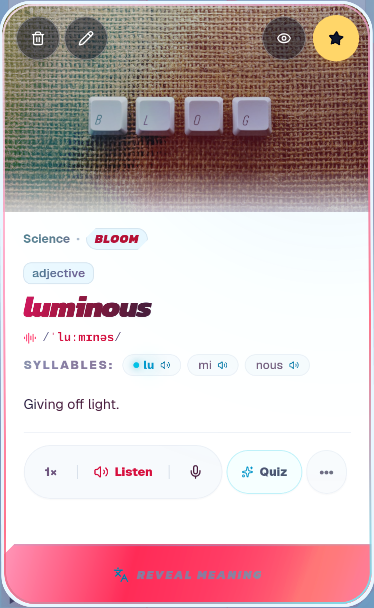 B L O G
Science · BLOOM
adjective
luminous
/ˈluːmɪnəs/
SYLLABLES: lu mi nous
Giving off light.
1× Listen Quiz
REVEAL MEANING